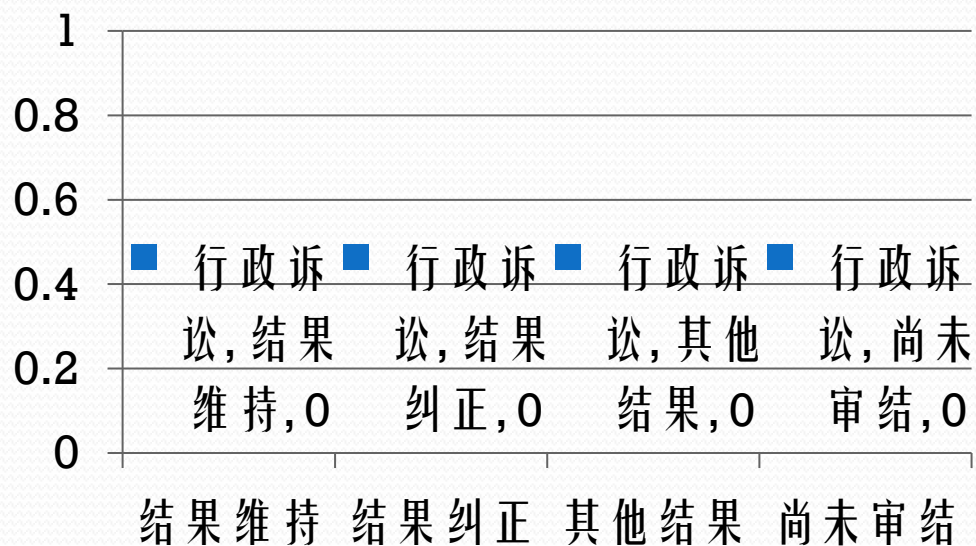 1
0.8
0.6
0.4
0.2
0
行政诉
讼,结果
维持,0
行政诉
讼,结果
纠正,0
行政诉
讼,其他
结果,0
行政诉
讼,尚未
审结,0
结果维持 结果纠正 其他结果 尚未审结